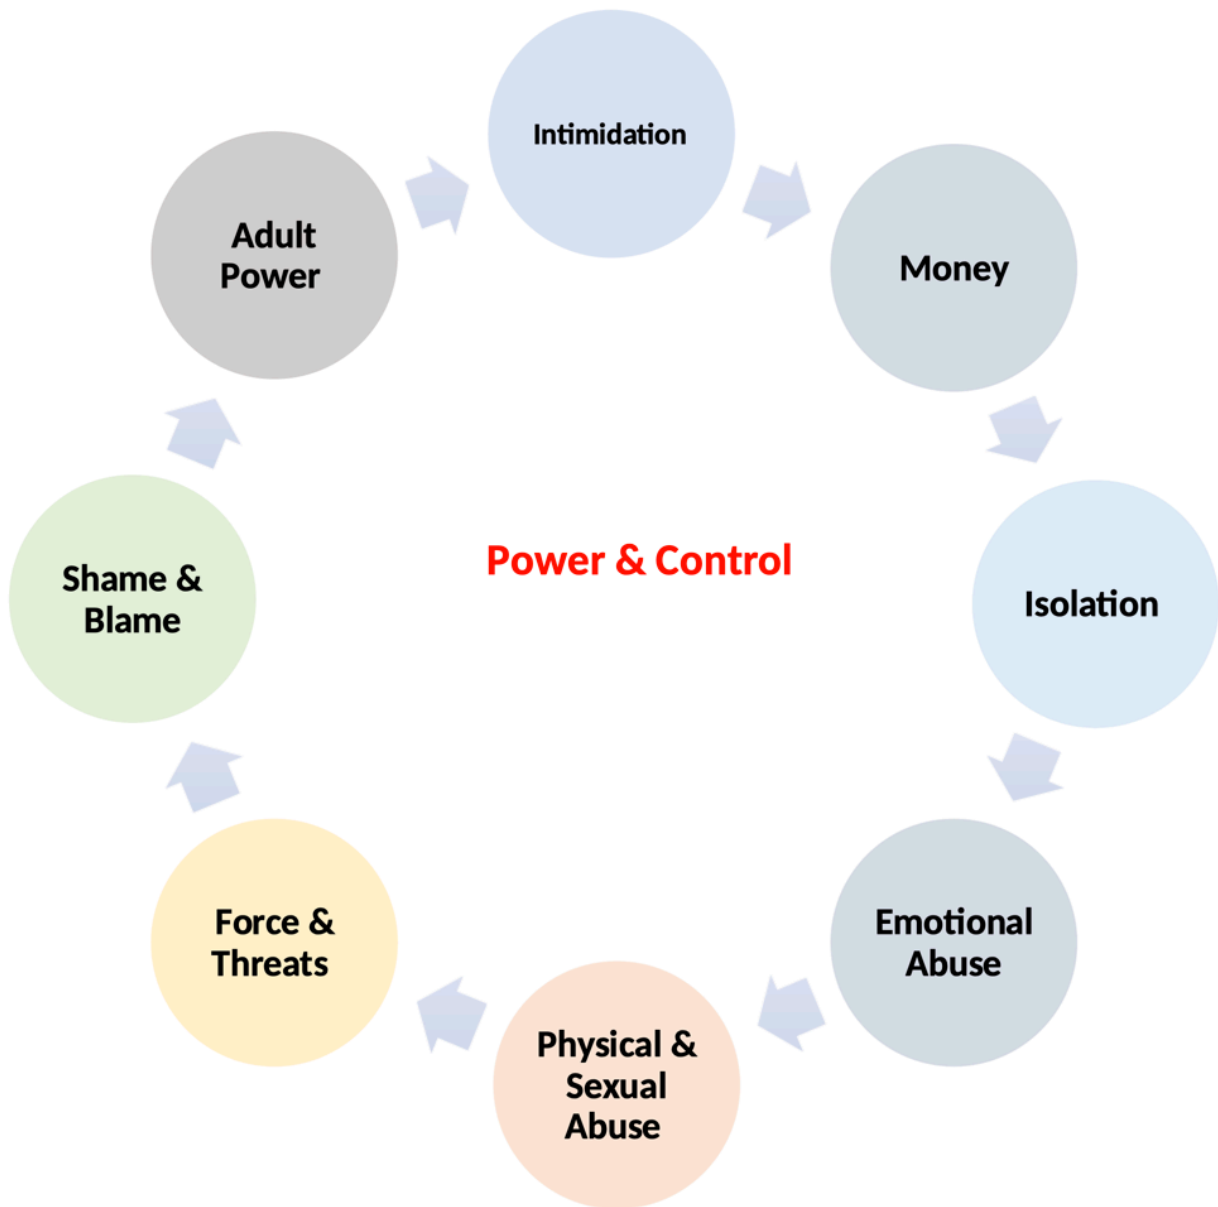 Intimidation
Money
Isolation
Emotional
Abuse
Physical &
Sexual
Abuse
Force &
Threats
Shame &
Blame
Adult
Power
Power & Control